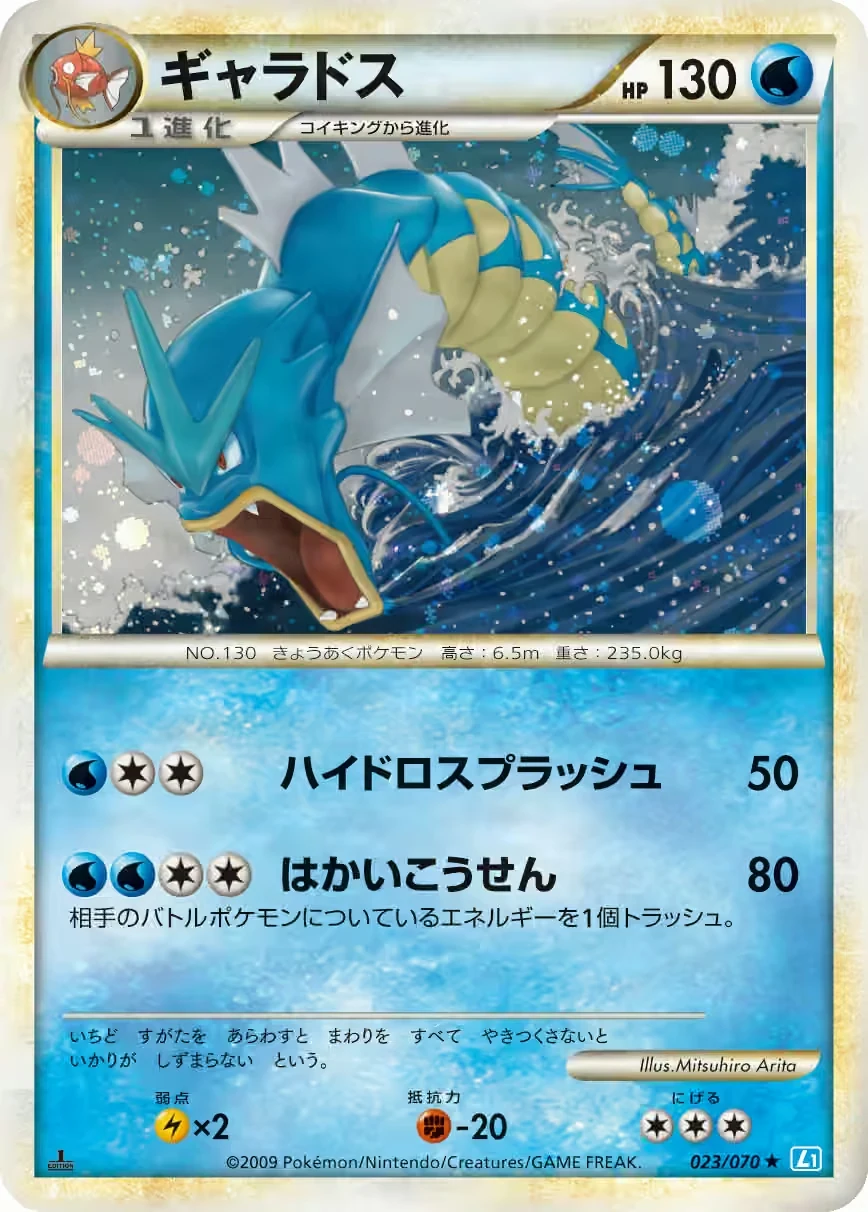 ギャラドス
HP 130
1進化
コイキングから進化
NO.130 きょうあくポケモン 高さ:6.5m 重さ:235.0kg
ハイドロスプラッシュ 50
はかいこうせん 80
相手のバトルポケモンについているエネルギーを1個トラッシュ。
いちど すがたを あらわすと まわりを すべて やきつくさないと
いかりが しずまらない という。
Illus.Mitsuhiro Arita
弱点 抵抗力 にげる
×2 -20
1 EDITION ©2009 Pokémon/Nintendo/Creatures/GAME FREAK. 023/070 ★ L1